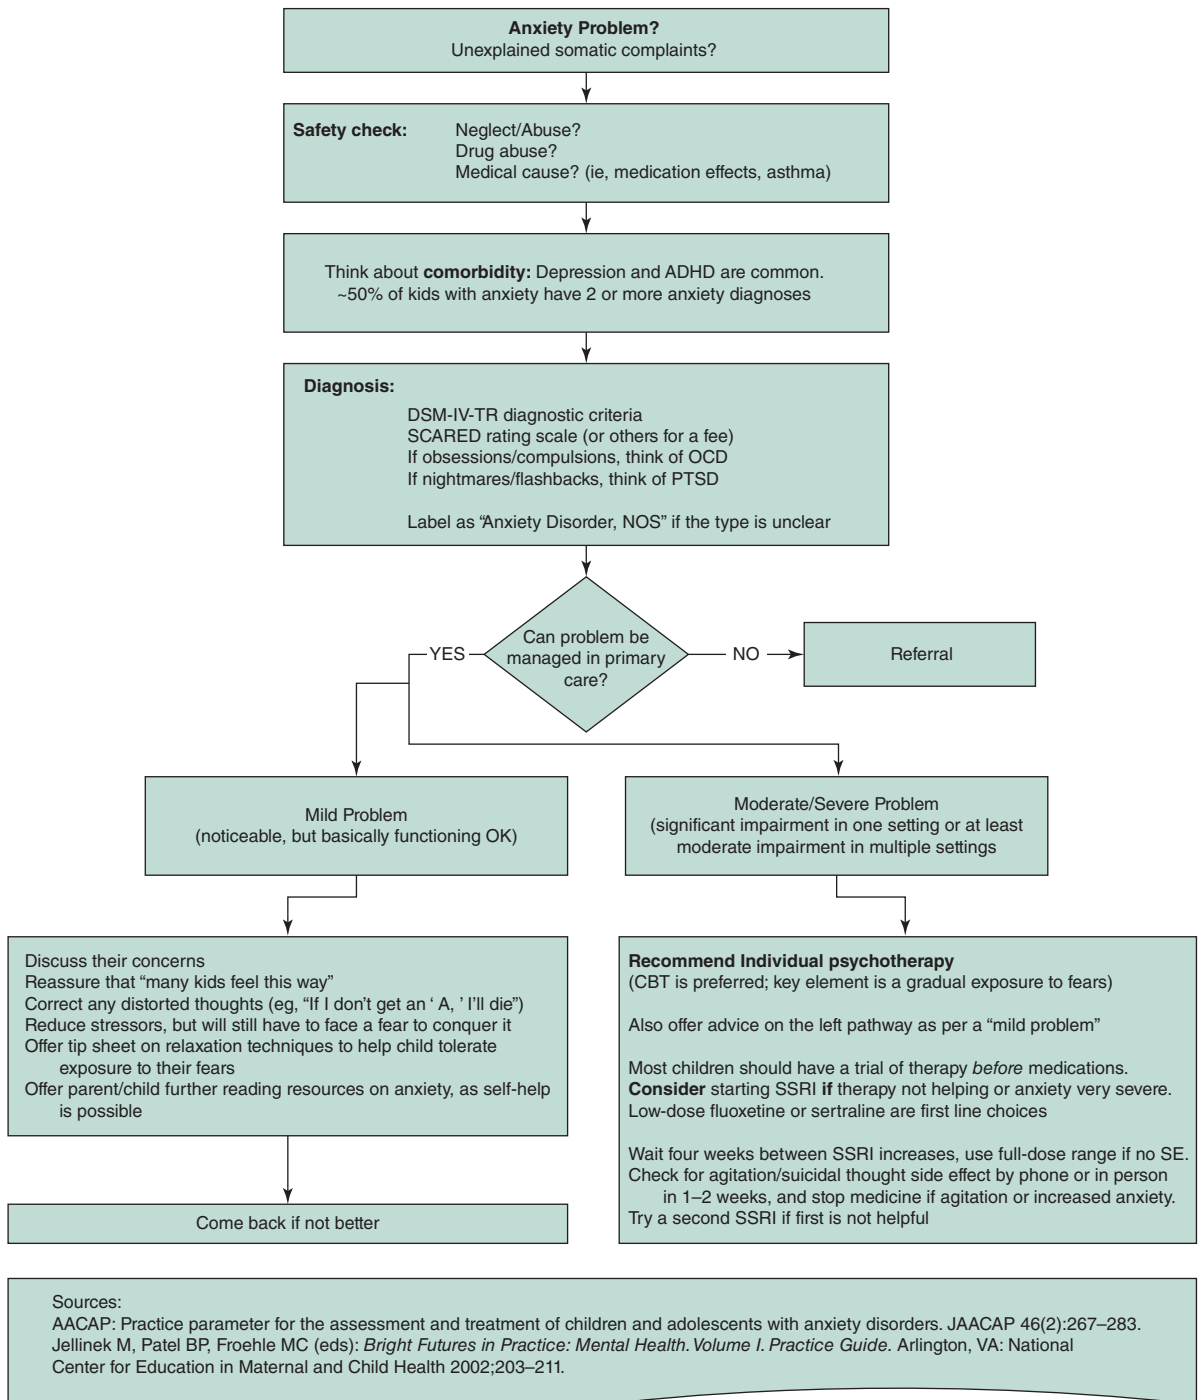 Anxiety Problem?
Unexplained somatic complaints?
Safety check: Neglect/Abuse?
Drug abuse?
Medical cause? (ie, medication effects, asthma)
Think about comorbidity: Depression and ADHD are common.
~50% of kids with anxiety have 2 or more anxiety diagnoses
Diagnosis:
DSM-IV-TR diagnostic criteria
SCARED rating scale (or others for a fee)
If obsessions/compulsions, think of OCD
If nightmares/flashbacks, think of PTSD
Label as “Anxiety Disorder, NOS” if the type is unclear
Can problem be
managed in primary
care?
YES
NO
Referral
Mild Problem
(noticeable, but basically functioning OK)
Moderate/Severe Problem
(significant impairment in one setting or at least
moderate impairment in multiple settings
Discuss their concerns
Reassure that “many kids feel this way”
Correct any distorted thoughts (eg, “If I don’t get an ‘ A, ’ I’ll die”)
Reduce stressors, but will still have to face a fear to conquer it
Offer tip sheet on relaxation techniques to help child tolerate
exposure to their fears
Offer parent/child further reading resources on anxiety, as self-help
is possible
Come back if not better
Recommend Individual psychotherapy
(CBT is preferred; key element is a gradual exposure to fears)
Also offer advice on the left pathway as per a “mild problem”
Most children should have a trial of therapy before medications.
Consider starting SSRI if therapy not helping or anxiety very severe.
Low-dose fluoxetine or sertraline are first line choices
Wait four weeks between SSRI increases, use full-dose range if no SE.
Check for agitation/suicidal thought side effect by phone or in person
in 1–2 weeks, and stop medicine if agitation or increased anxiety.
Try a second SSRI if first is not helpful
Sources:
AACAP: Practice parameter for the assessment and treatment of children and adolescents with anxiety disorders. JAACAP 46(2):267–283.
Jellinek M, Patel BP, Froehle MC (eds): Bright Futures in Practice: Mental Health. Volume I. Practice Guide. Arlington, VA: National
Center for Education in Maternal and Child Health 2002;203–211.